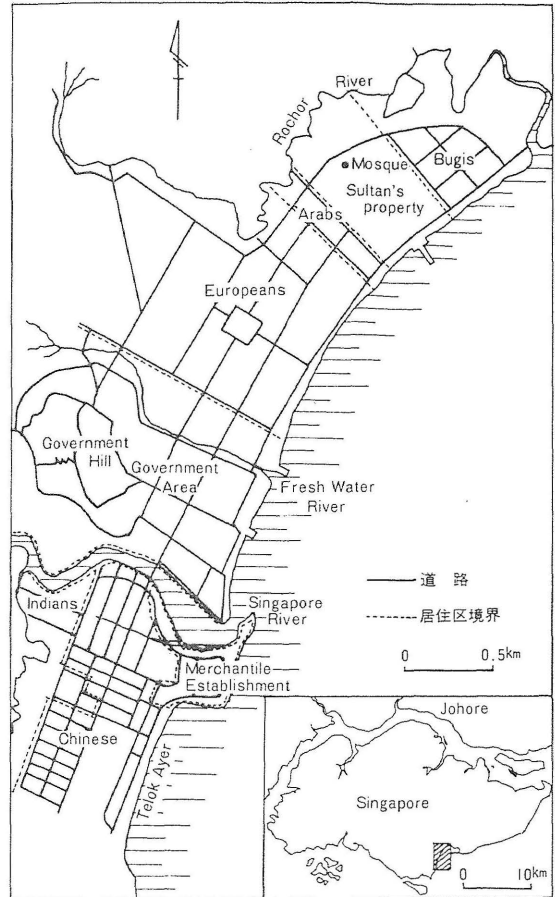 Rochor
River
Mosque
Bugis
Sultan's
property
Arabs
Europeans
Government
Hill
Government
Area
Fresh Water
River
道路
居住区境界
0 0.5km
Indians
Singapore
River
Merchantile
Establishment
Chinese
Telok Ayer
Johore
Singapore
0 10km